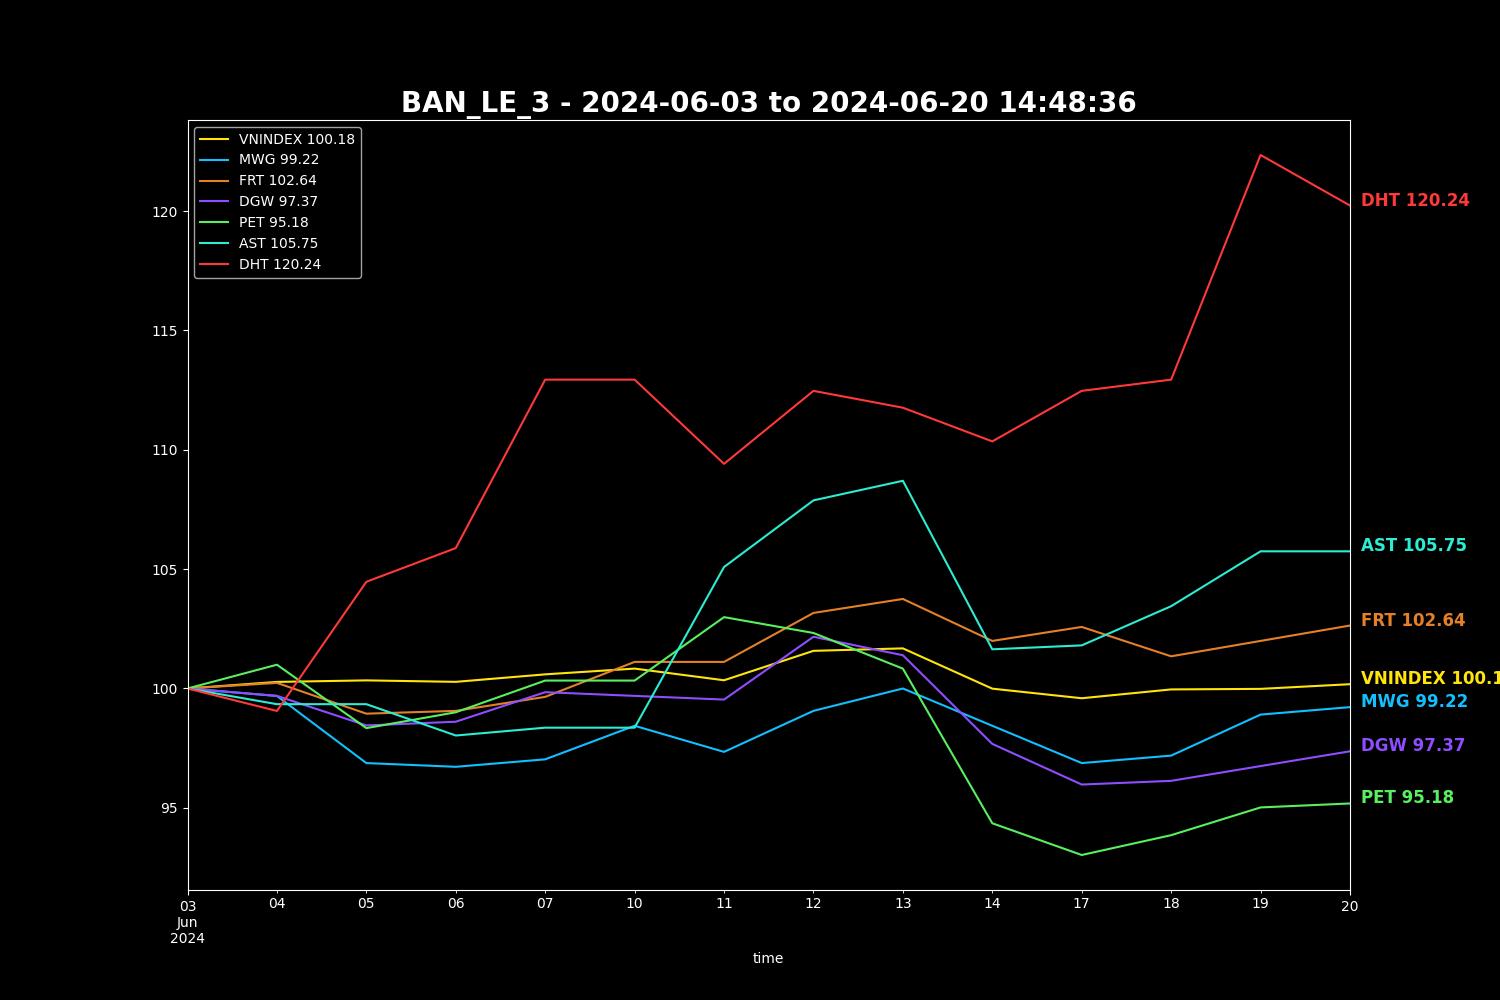 BAN_LE_3 - 2024-06-03 to 2024-06-20 14:48:36
VNINDEX 100.18
MWG 99.22
FRT 102.64
DGW 97.37
PET 95.18
AST 105.75
DHT 120.24
120
115
110
105
100
95
DHT 120.24
AST 105.75
FRT 102.64
VNINDEX 100.1
MWG 99.22
DGW 97.37
PET 95.18
03 04 05 06 07 10 11 12 13 14 17 18 19 20
Jun
2024
time